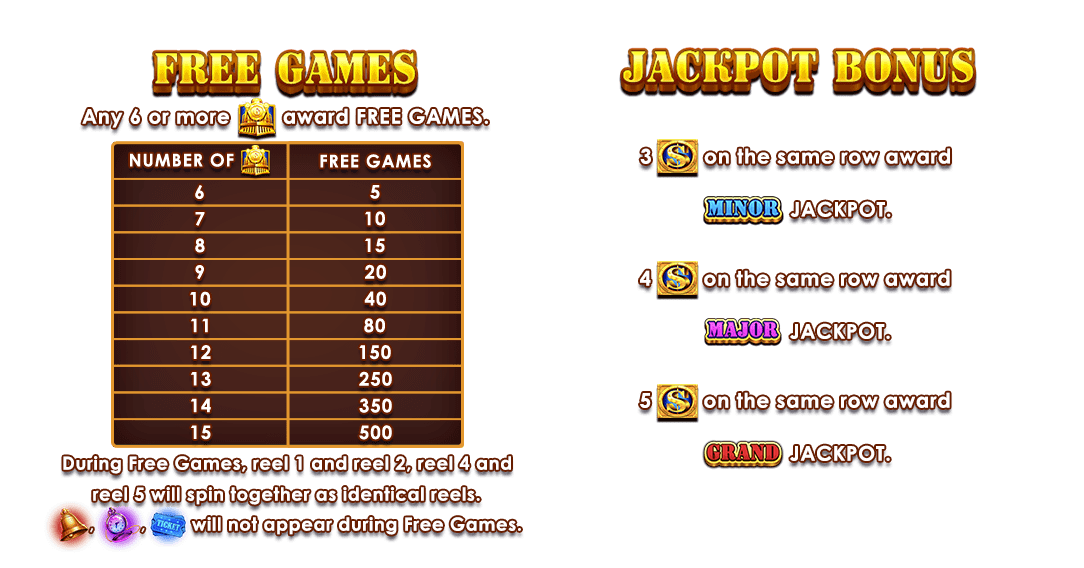 FREE GAMES
Any 6 or more award FREE GAMES.
NUMBER OF FREE GAMES
6 5
7 10
8 15
9 20
10 40
11 80
12 150
13 250
14 350
15 500
During Free Games, reel 1 and reel 2, reel 4 and
reel 5 will spin together as identical reels.
, , TICKET will not appear during Free Games.
JACKPOT BONUS
3 S on the same row award
MINOR JACKPOT.
4 S on the same row award
MAJOR JACKPOT.
5 S on the same row award
GRAND JACKPOT.